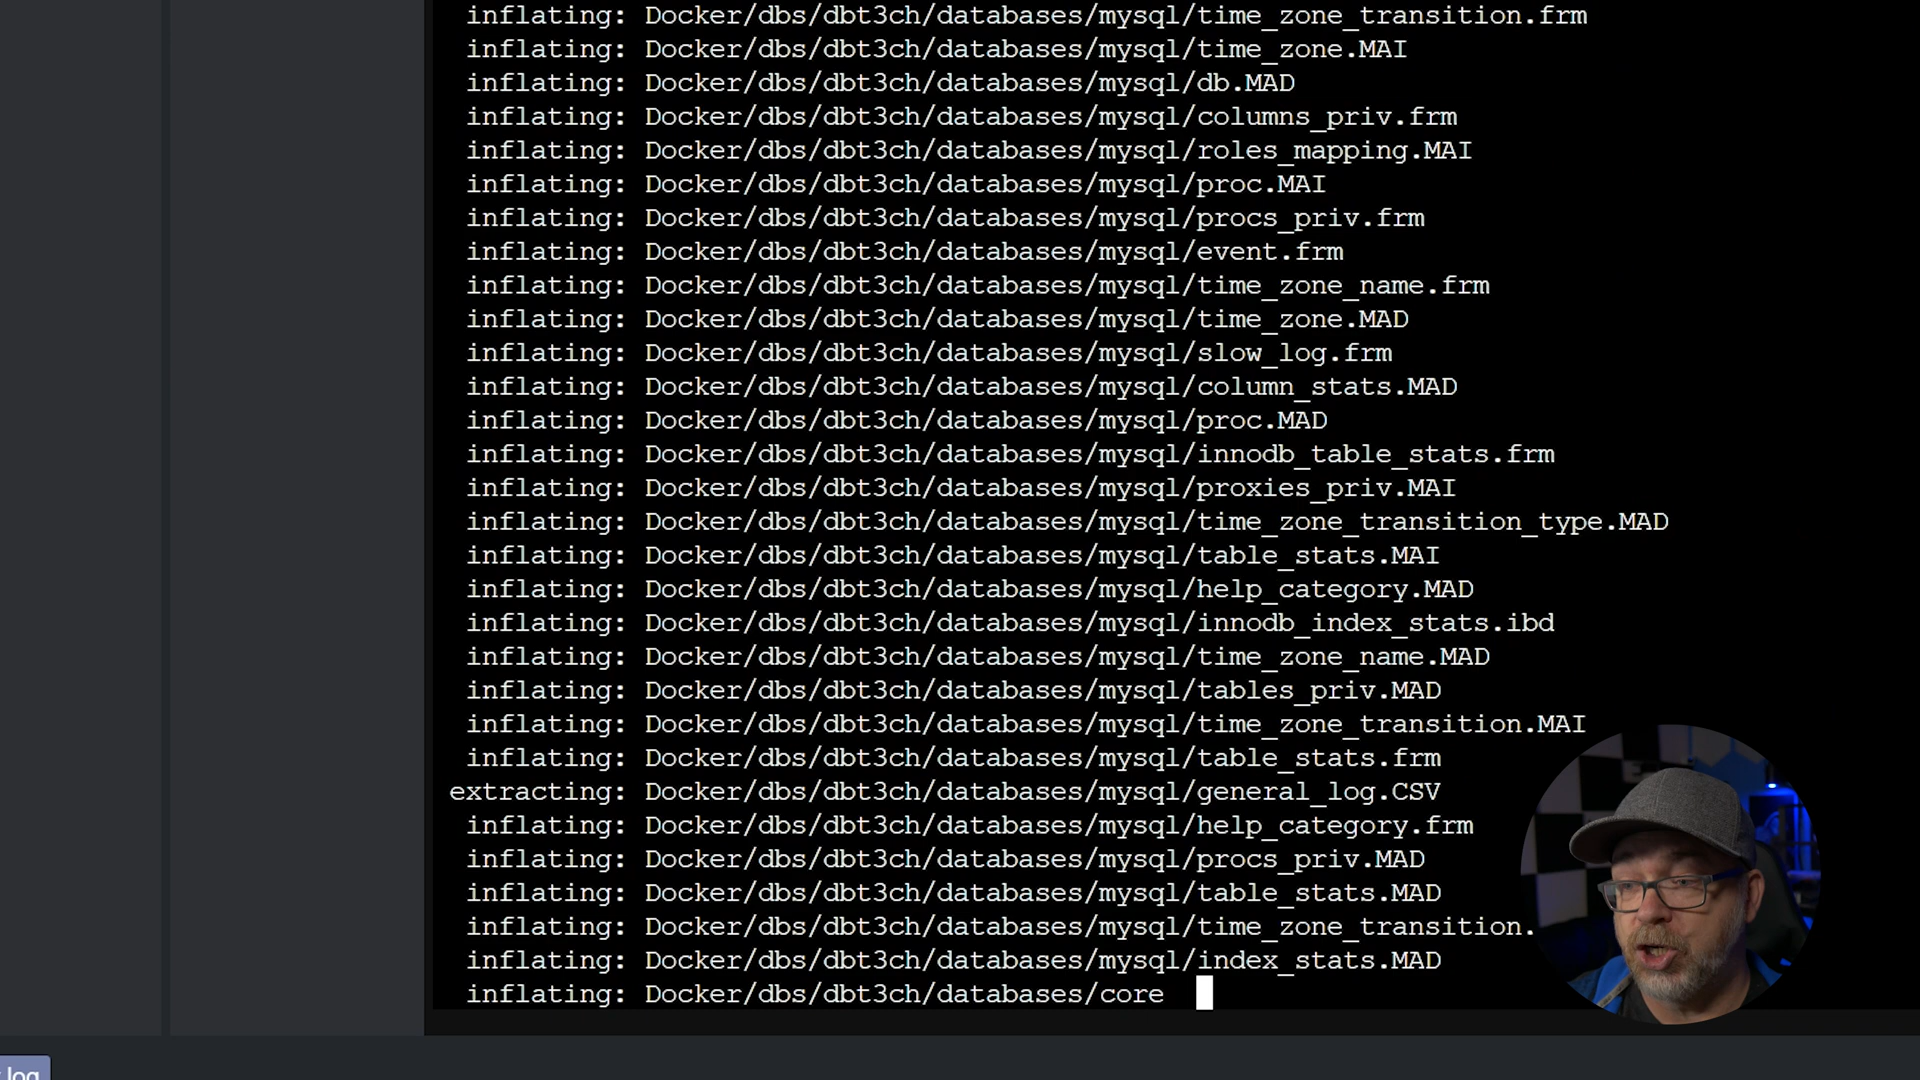 inflating: Docker/dbs/dbt3ch/databases/mysql/time_zone_transition.frm
inflating: Docker/dbs/dbt3ch/databases/mysql/time_zone.MAI
inflating: Docker/dbs/dbt3ch/databases/mysql/db.MAD
inflating: Docker/dbs/dbt3ch/databases/mysql/columns_priv.frm
inflating: Docker/dbs/dbt3ch/databases/mysql/roles_mapping.MAI
inflating: Docker/dbs/dbt3ch/databases/mysql/proc.MAI
inflating: Docker/dbs/dbt3ch/databases/mysql/procs_priv.frm
inflating: Docker/dbs/dbt3ch/databases/mysql/event.frm
inflating: Docker/dbs/dbt3ch/databases/mysql/time_zone_name.frm
inflating: Docker/dbs/dbt3ch/databases/mysql/time_zone.MAD
inflating: Docker/dbs/dbt3ch/databases/mysql/slow_log.frm
inflating: Docker/dbs/dbt3ch/databases/mysql/column_stats.MAD
inflating: Docker/dbs/dbt3ch/databases/mysql/proc.MAD
inflating: Docker/dbs/dbt3ch/databases/mysql/innodb_table_stats.frm
inflating: Docker/dbs/dbt3ch/databases/mysql/proxies_priv.MAI
inflating: Docker/dbs/dbt3ch/databases/mysql/time_zone_transition_type.MAD
inflating: Docker/dbs/dbt3ch/databases/mysql/table_stats.MAI
inflating: Docker/dbs/dbt3ch/databases/mysql/help_category.MAD
inflating: Docker/dbs/dbt3ch/databases/mysql/innodb_index_stats.ibd
inflating: Docker/dbs/dbt3ch/databases/mysql/time_zone_name.MAD
inflating: Docker/dbs/dbt3ch/databases/mysql/tables_priv.MAD
inflating: Docker/dbs/dbt3ch/databases/mysql/time_zone_transition.MAI
inflating: Docker/dbs/dbt3ch/databases/mysql/table_stats.frm
extracting: Docker/dbs/dbt3ch/databases/mysql/general_log.CSV
inflating: Docker/dbs/dbt3ch/databases/mysql/help_category.frm
inflating: Docker/dbs/dbt3ch/databases/mysql/procs_priv.MAD
inflating: Docker/dbs/dbt3ch/databases/mysql/table_stats.MAD
inflating: Docker/dbs/dbt3ch/databases/mysql/time_zone_transition.
inflating: Docker/dbs/dbt3ch/databases/mysql/index_stats.MAD
inflating: Docker/dbs/dbt3ch/databases/core
log